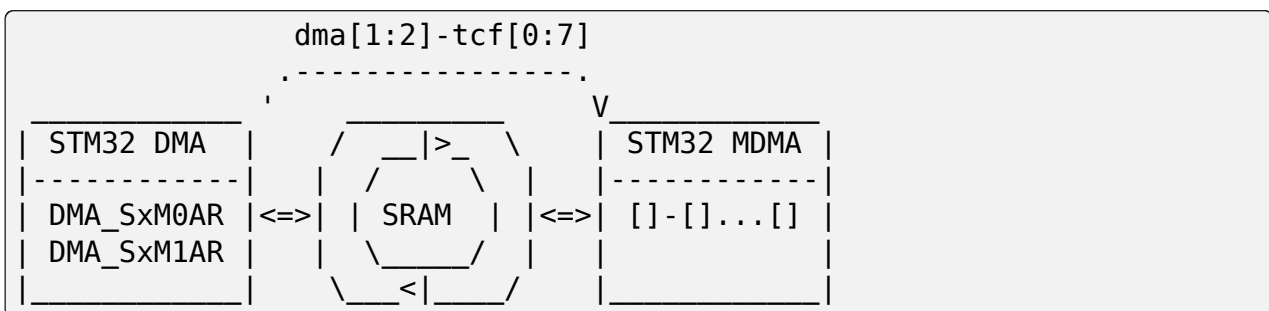 dma[1:2]-tcf[0:7]
STM32 DMA
STM32 MDMA
DMA_SxM0AR |<=>| | SRAM | |<=>| []-[]...[]
DMA_SxM1AR